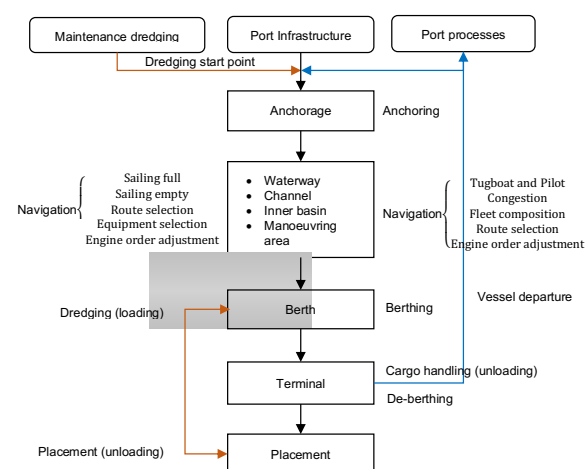 Maintenance dredging
Port Infrastructure
Port processes
Dredging start point
Anchorage
Anchoring
Navigation
Sailing full
Sailing empty
Route selection
Equipment selection
Engine order adjustment
• Waterway
• Channel
• Inner basin
• Manoeuvring
area
Navigation
Tugboat and Pilot
Congestion
Fleet composition
Route selection
Engine order adjustment
Vessel departure
Dredging (loading)
Berth
Berthing
Cargo handling (unloading)
Terminal
De-berthing
Placement (unloading)
Placement